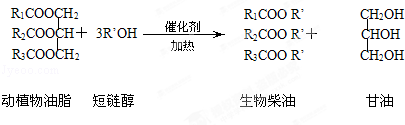 R₁COOCH₂ R₁COO R' CH₂OH
R₂COOCH + 3R'OH 催化剂 加热 R₂COO R' + CHOH
R₃COOCH₂ R₃COO R' CH₂OH
动植物油脂 短链醇 生物柴油 甘油